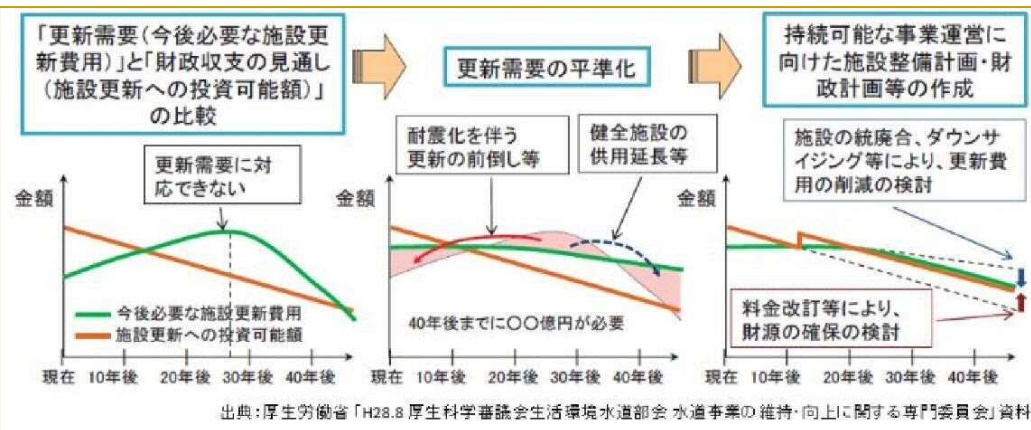 「更新需要(今後必要な施設更
新費用)」と「財政収支の見通し
(施設更新への投資可能額)」
の比較
更新需要の平準化
持続可能な事業運営に
向けた施設整備計画・財
政計画等の作成
更新需要に対
応できない
金額
今後必要な施設更新費用
施設更新への投資可能額
現在 10年後 20年後 30年後 40年後
耐震化を伴う
更新の前倒し等
健全施設の
供用延長等
金額
40年後までに〇〇億円が必要
現在 10年後 20年後 30年後 40年後
施設の統廃合、ダウンサ
イジング等により、更新費
用の削減の検討
金額
料金改訂等により、
財源の確保の検討
現在 10年後 20年後 30年後 40年後
出典:厚生労働省「H28.8 厚生科学審議会生活環境水道部会 水道事業の維持・向上に関する専門委員会」資料